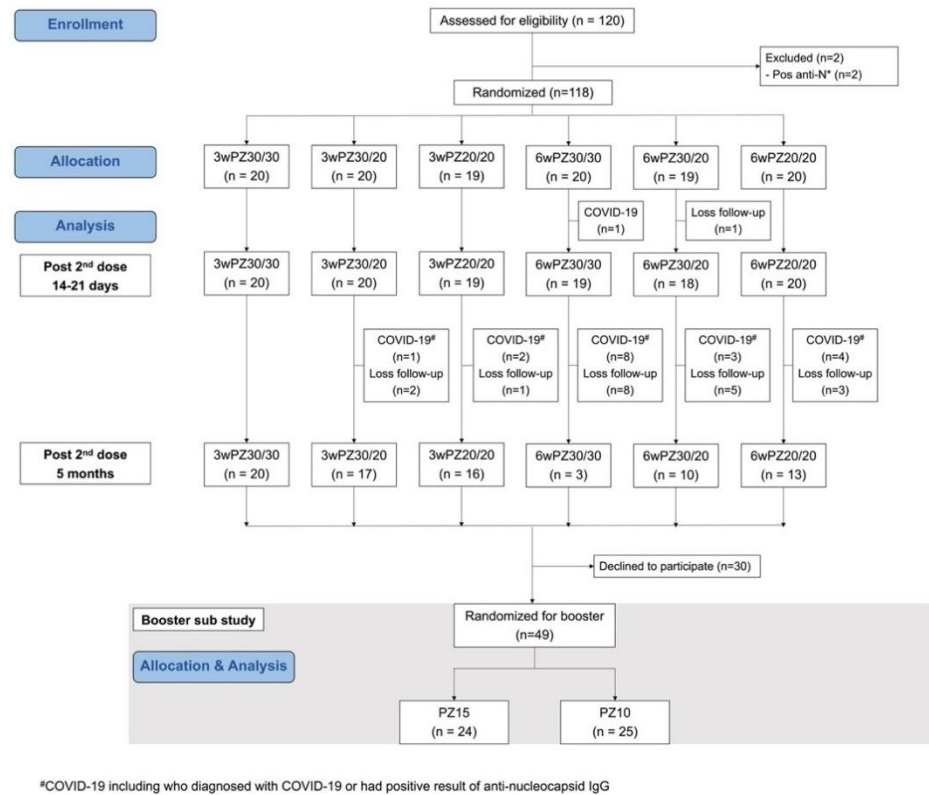 Enrollment
Assessed for eligibility (n = 120)
Excluded (n=2)
- Pos anti-N* (n=2)
Randomized (n=118)
Allocation
3wPZ30/30
(n = 20)
3wPZ30/20
(n = 20)
3wPZ20/20
(n = 19)
6wPZ30/30
(n = 20)
6wPZ30/20
(n = 19)
6wPZ20/20
(n = 20)
COVID-19
(n=1)
Loss follow-up
(n=1)
Analysis
Post 2nd dose
14-21 days
3wPZ30/30
(n = 20)
3wPZ30/20
(n = 20)
3wPZ20/20
(n = 19)
6wPZ30/30
(n = 19)
6wPZ30/20
(n = 18)
6wPZ20/20
(n = 20)
COVID-19#
(n=1)
Loss follow-up
(n=2)
COVID-19#
(n=2)
Loss follow-up
(n=1)
COVID-19#
(n=8)
Loss follow-up
(n=8)
COVID-19#
(n=3)
Loss follow-up
(n=5)
COVID-19#
(n=4)
Loss follow-up
(n=3)
Post 2nd dose
5 months
3wPZ30/30
(n = 20)
3wPZ30/20
(n = 17)
3wPZ20/20
(n = 16)
6wPZ30/30
(n = 3)
6wPZ30/20
(n = 10)
6wPZ20/20
(n = 13)
Declined to participate (n=30)
Booster sub study
Randomized for booster
(n=49)
Allocation & Analysis
PZ15
(n = 24)
PZ10
(n = 25)
#COVID-19 including who diagnosed with COVID-19 or had positive result of anti-nucleocapsid IgG